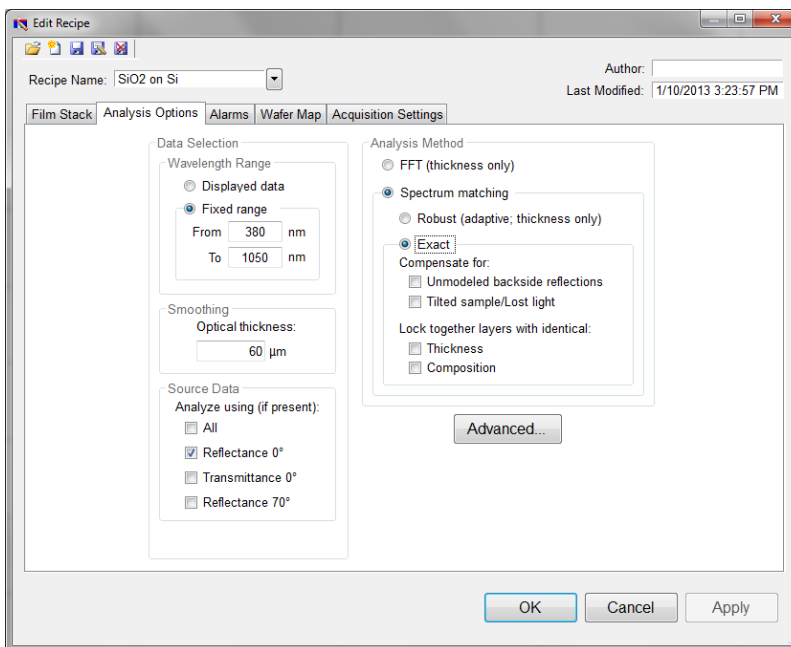 Edit Recipe
Recipe Name: SiO2 on Si
Author:
Last Modified: 1/10/2013 3:23:57 PM
Film Stack Analysis Options Alarms Wafer Map Acquisition Settings
Data Selection
Wavelength Range
Displayed data
Fixed range
From 380 nm
To 1050 nm
Smoothing
Optical thickness:
60 µm
Source Data
Analyze using (if present):
All
Reflectance 0°
Transmittance 0°
Reflectance 70°
Analysis Method
FFT (thickness only)
Spectrum matching
Robust (adaptive; thickness only)
Exact
Compensate for:
Unmodeled backside reflections
Tilted sample/Lost light
Lock together layers with identical:
Thickness
Composition
Advanced...
OK Cancel Apply